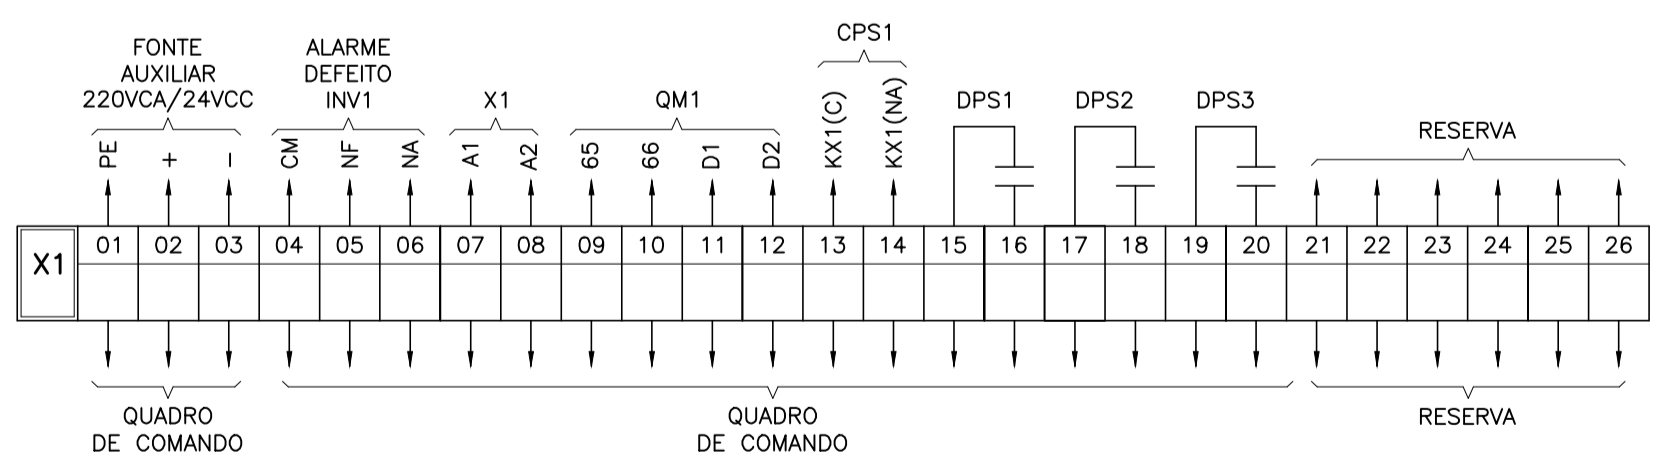 CPS1
FONTE
AUXILIAR
220VCA/24VCC
ALARME
DEFEITO
INV1
X1
QM1
DPS1
DPS2
DPS3
RESERVA
PE
+
−
CM
NF
NA
A1
A2
65
66
D1
D2
KX1(C)
KX1(NA)
X1
01 02 03 04 05 06 07 08 09 10 11 12 13 14 15 16 17 18 19 20 21 22 23 24 25 26
QUADRO
DE COMANDO
QUADRO
DE COMANDO
RESERVA